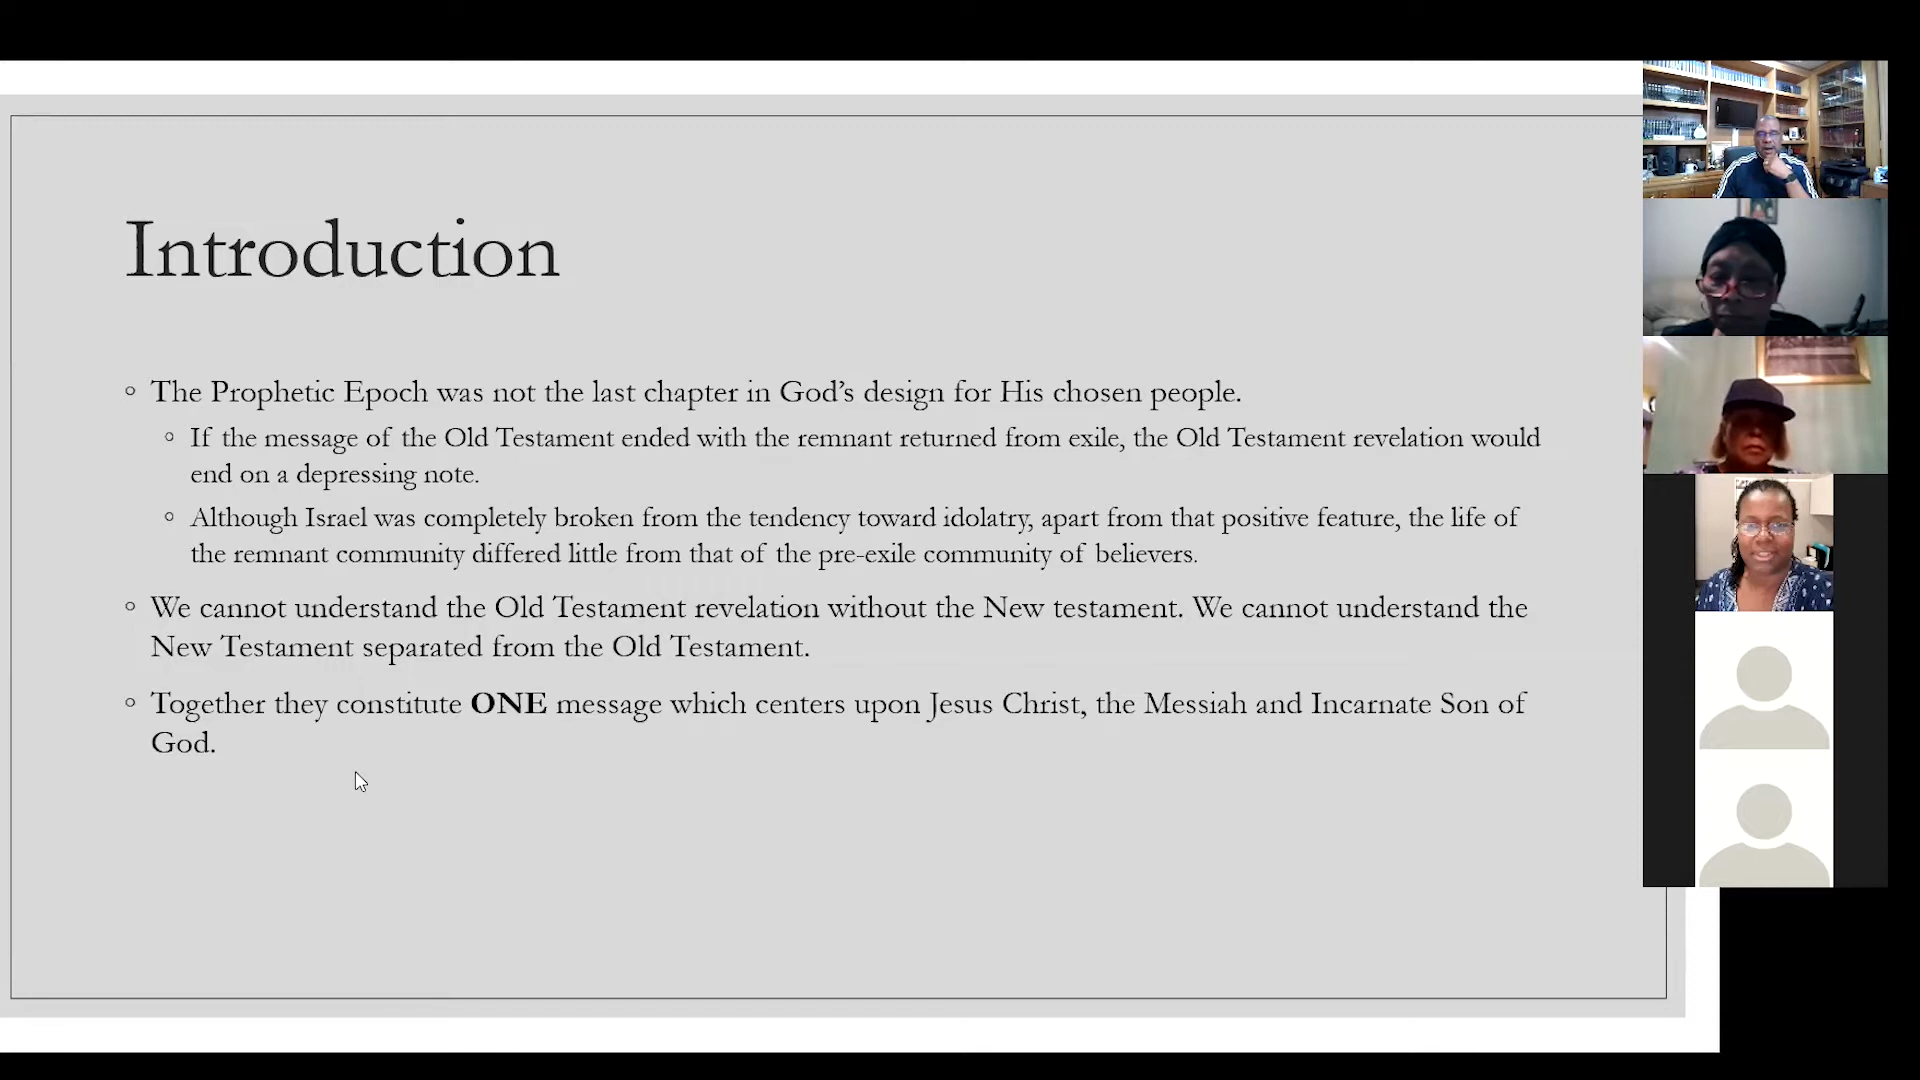 Introduction
The Prophetic Epoch was not the last chapter in God’s design for His chosen people.
If the message of the Old Testament ended with the remnant returned from exile, the Old Testament revelation would
end on a depressing note.
Although Israel was completely broken from the tendency toward idolatry, apart from that positive feature, the life of
the remnant community differed little from that of the pre-exile community of believers.
We cannot understand the Old Testament revelation without the New testament. We cannot understand the
New Testament separated from the Old Testament.
Together they constitute ONE message which centers upon Jesus Christ, the Messiah and Incarnate Son of
God.